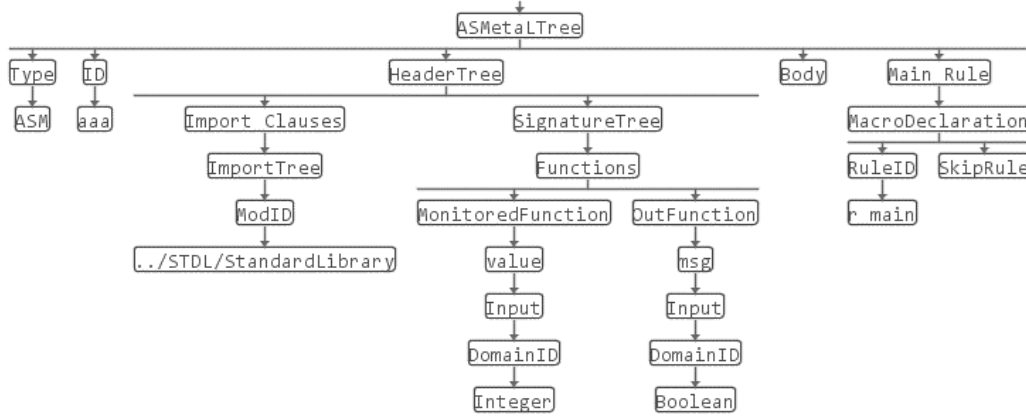 ASMetaLTree
Type ID HeaderTree Body Main Rule
ASM aaa Import Clauses SignatureTree MacroDeclaration
ImportTree Functions RuleID SkipRule
ModID MonitoredFunction OutFunction r main
../STDL/StandardLibrary value msg
Input Input
DomainID DomainID
Integer Boolean